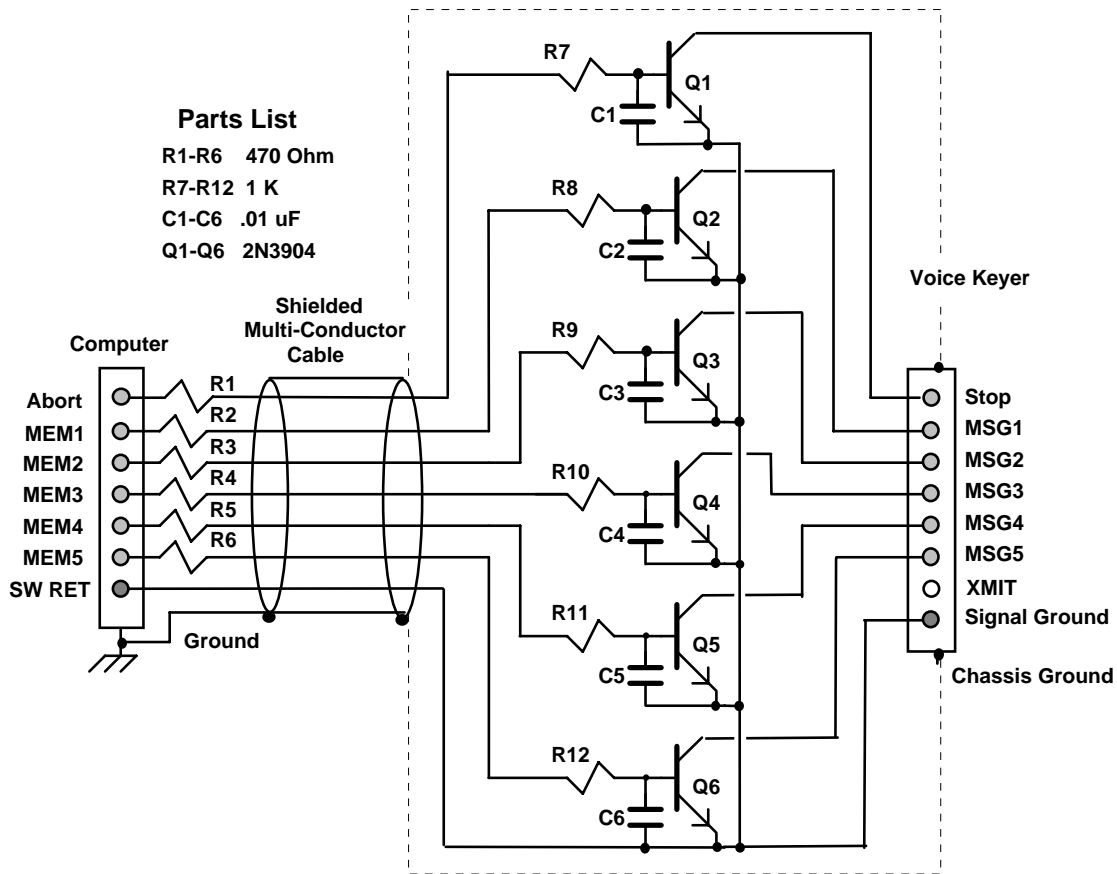 R7
Q1
C1
Parts List
R1-R6 470 Ohm
R7-R12 1 K
C1-C6 .01 uF
Q1-Q6 2N3904
R8
Q2
C2
Voice Keyer
Shielded
Multi-Conductor
Cable
Computer
R9
Q3
C3
Abort
R1
Stop
MEM1
R2
MSG1
MEM2
R3
MSG2
MEM3
R4
R10
Q4
MSG3
MEM4
R5
C4
MSG4
MEM5
R6
MSG5
SW RET
XMIT
Ground
R11
Signal Ground
Q5
C5
Chassis Ground
R12
Q6
C6